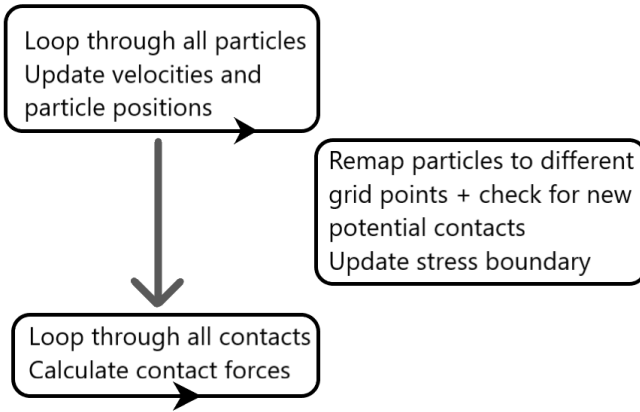 Loop through all particles
Update velocities and
particle positions
Remap particles to different
grid points + check for new
potential contacts
Update stress boundary
Loop through all contacts
Calculate contact forces